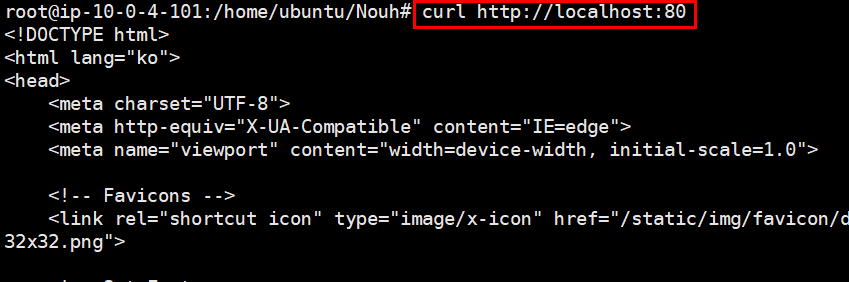 root@ip-10-0-4-101:/home/ubuntu/Nouh# curl http://localhost:80
<!DOCTYPE html>
<html lang="ko">
<head>
    <meta charset="UTF-8">
    <meta http-equiv="X-UA-Compatible" content="IE=edge">
    <meta name="viewport" content="width=device-width, initial-scale=1.0">
    <!-- Favicons -->
    <link rel="shortcut icon" type="image/x-icon" href="/static/img/favicon/d
32x32.png">